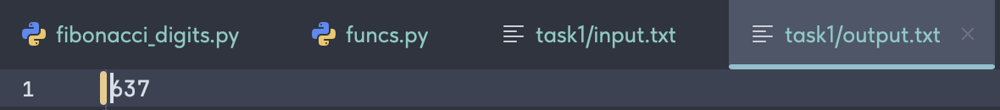 fibonacci_digits.py funcs.py task1/input.txt task1/output.txt
1 637